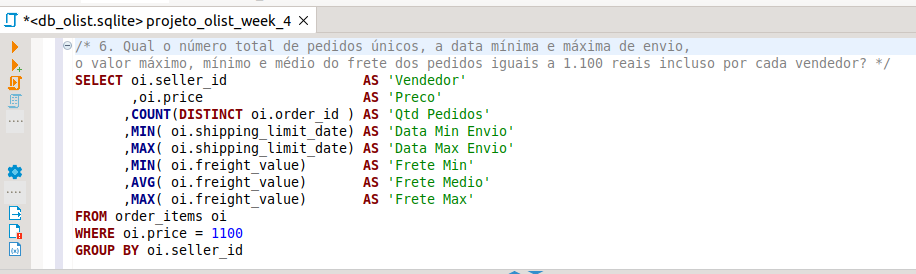 *<db_olist.sqlite> projeto_olist_week_4
/* 6. Qual o número total de pedidos únicos, a data mínima e máxima de envio,
o valor máximo, mínimo e médio do frete dos pedidos iguais a 1.100 reais incluso por cada vendedor? */
SELECT oi.seller_id AS 'Vendedor'
,oi.price AS 'Preco'
,COUNT(DISTINCT oi.order_id ) AS 'Qtd Pedidos'
,MIN( oi.shipping_limit_date) AS 'Data Min Envio'
,MAX( oi.shipping_limit_date) AS 'Data Max Envio'
,MIN( oi.freight_value) AS 'Frete Min'
,AVG( oi.freight_value) AS 'Frete Medio'
,MAX( oi.freight_value) AS 'Frete Max'
FROM order_items oi
WHERE oi.price = 1100
GROUP BY oi.seller_id